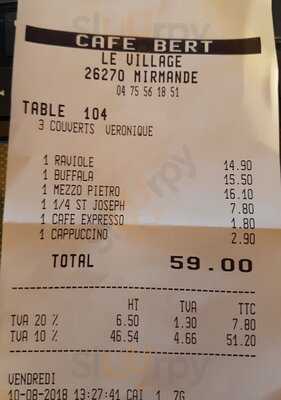 CAFE BERT
LE VILLAGE
26270 MIRMANDE
04 75 56 18 51
TABLE 104
3 COUVERTS VERONIQUE
1 RAVIOLE 14.90
1 BUFFALA 15.50
1 MEZZO PIETRO 16.10
1 1/4 ST JOSEPH 7.80
1 CAFE EXPRESSO 1.80
1 CAPPUCCINO 2.90
TOTAL 59.00
HT TVA TTC
TVA 20 % 6.50 1.30 7.80
TVA 10 % 46.54 4.66 51.20
VENDREDI
10-08-2018 13:27:41 CAI 1 7G